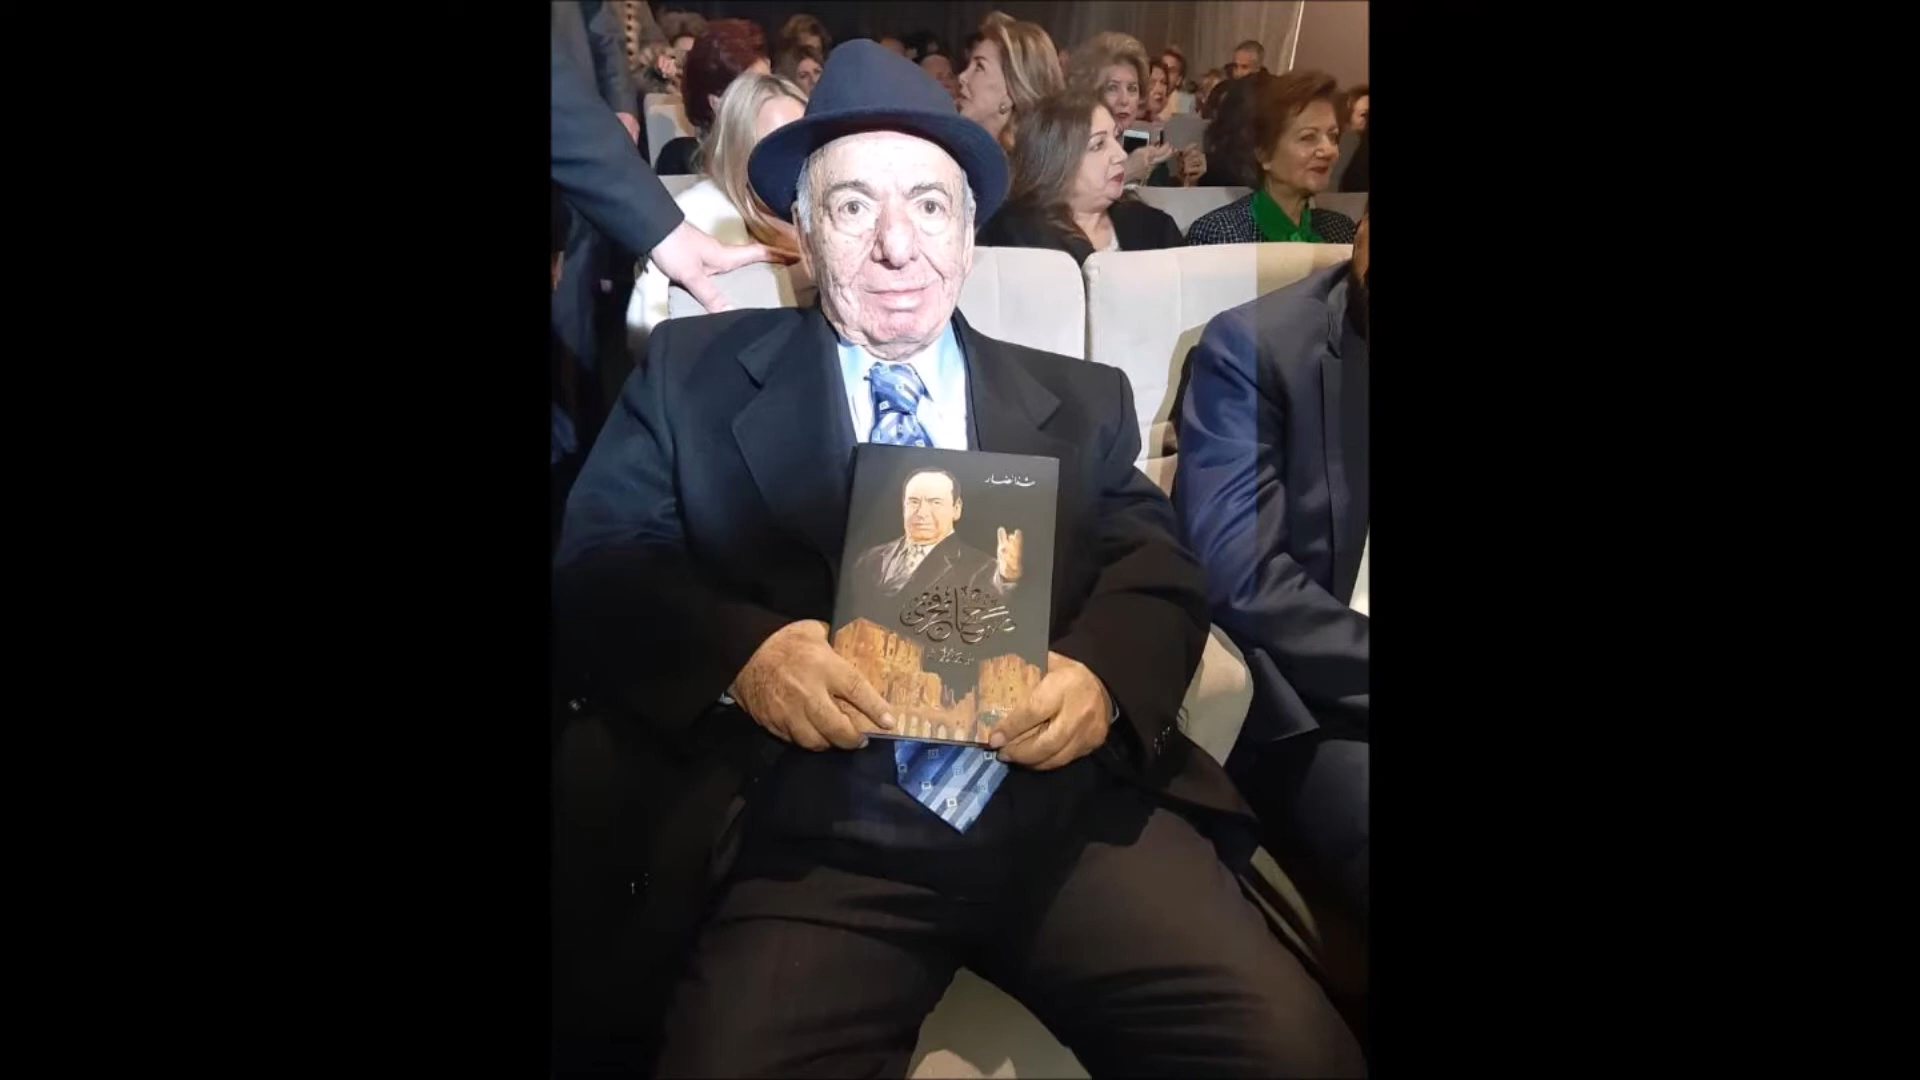 شذا نصار
صباح فخري